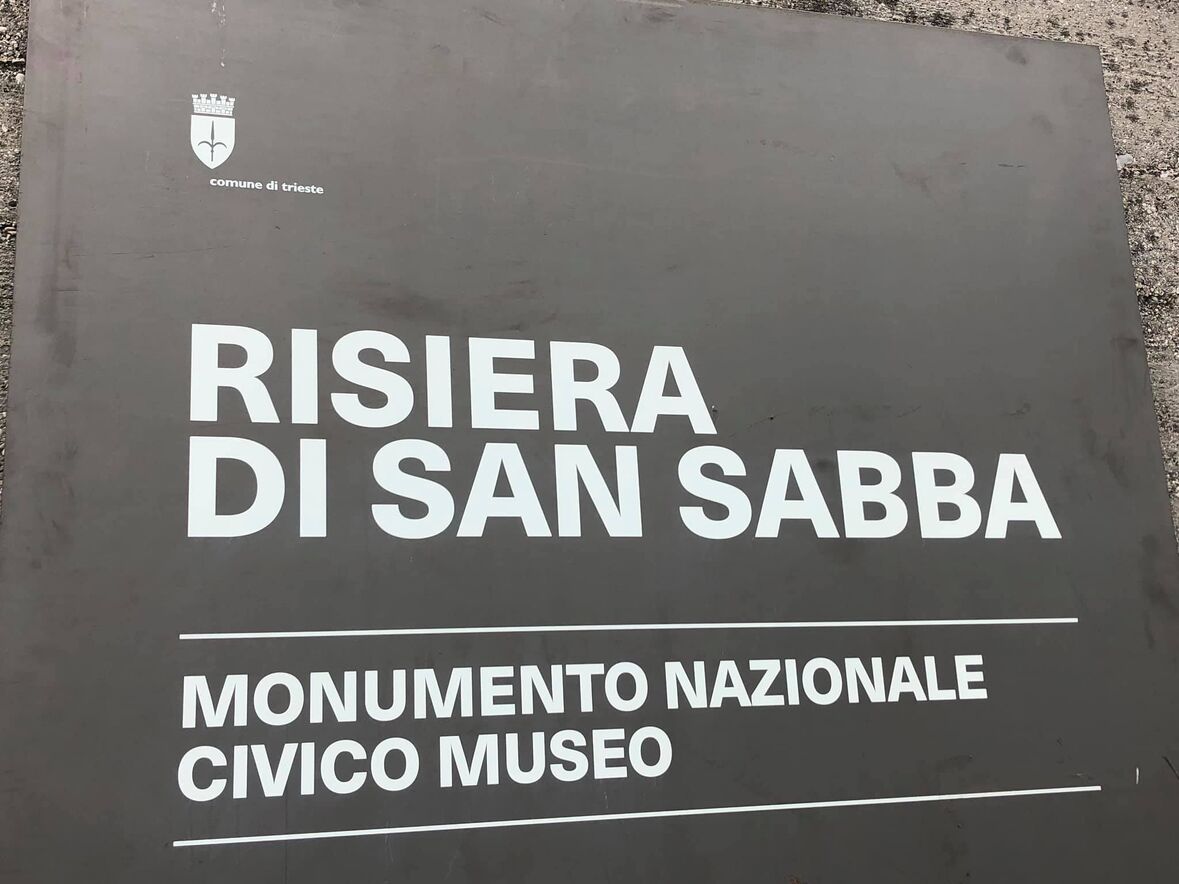 comune di trieste
RISIERA
DI SAN SABBA
MONUMENTO NAZIONALE
CIVICO MUSEO